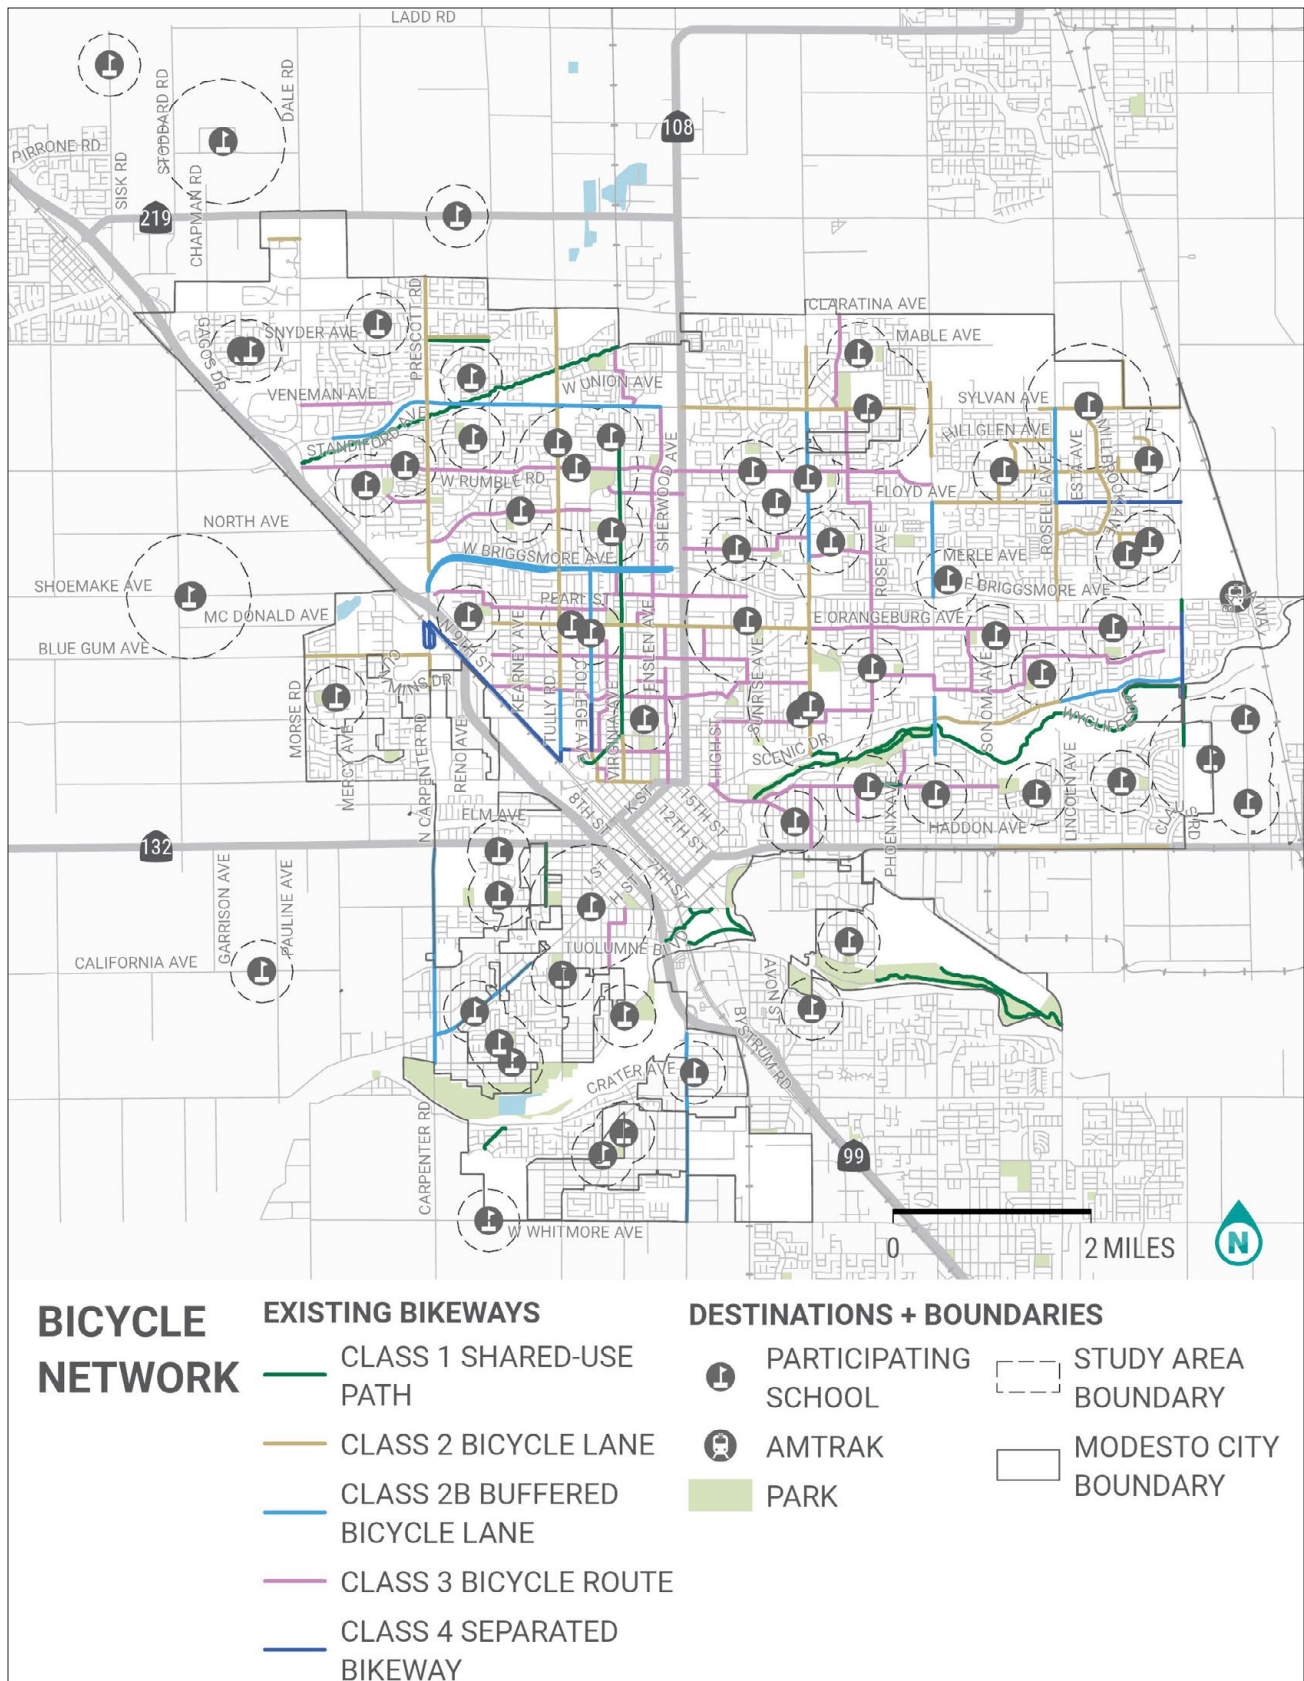 LADD RD
108
STODDARD RD
DALE RD
PIRRONE RD
SISK RD
CHAPMAN RD
219
CLARATINA AVE
MABLE AVE
SNYDER AVE
PRESCOTT RD
GAGOS DR
W UNION AVE
VENEMAN AVE
SYLVAN AVE
STANDIFORD AVE
HILLGLEN AVE
ESTA AVE
MILLBROOK AVE
SHERWOOD AVE
W RUMBLE RD
FLOYD AVE
ROSELLE AVE
NORTH AVE
W BRIGGSMORE AVE
ROSE AVE
MERLE AVE
SHOEMAKE AVE
E BRIGGSMORE AVE
PEARL ST
MC DONALD AVE
E ORANGEBURG AVE
N 9TH ST
KEARNEY AVE
ENSLEN AVE
BLUE GUM AVE
MORSE RD
TULLY RD
COLLEGE AVE
VIRGINIA AVE
SUNRISE AVE
SONOMA AVE
WYCLIFFE DR
N CARPENTER RD
RENO AVE
HIGH ST
SCENIC DR
LINCOLN AVE
8TH ST
K ST
15TH ST
12TH ST
ELM AVE
PHOENIX AVE
HADDON AVE
132
7TH ST
I ST
H ST
GARRISON AVE
PAULINE AVE
CALIFORNIA AVE
AVON ST
BYSTRUM RD
CRATER AVE
CARPENTER RD
99
W WHITMORE AVE
0
2 MILES
N
BICYCLE
NETWORK
EXISTING BIKEWAYS
CLASS 1 SHARED-USE
PATH
CLASS 2 BICYCLE LANE
CLASS 2B BUFFERED
BICYCLE LANE
CLASS 3 BICYCLE ROUTE
CLASS 4 SEPARATED
BIKEWAY
DESTINATIONS + BOUNDARIES
PARTICIPATING
SCHOOL
AMTRAK
PARK
STUDY AREA
BOUNDARY
MODESTO CITY
BOUNDARY